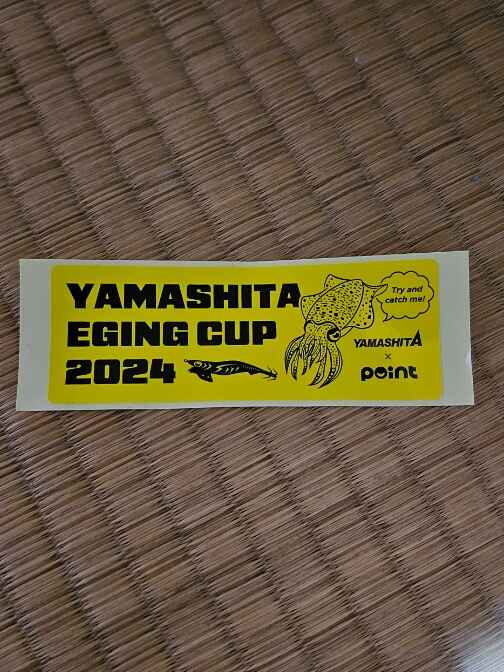 YAMASHITA
EGING CUP
2024
Try and
catch me!
YAMASHITA
×
point